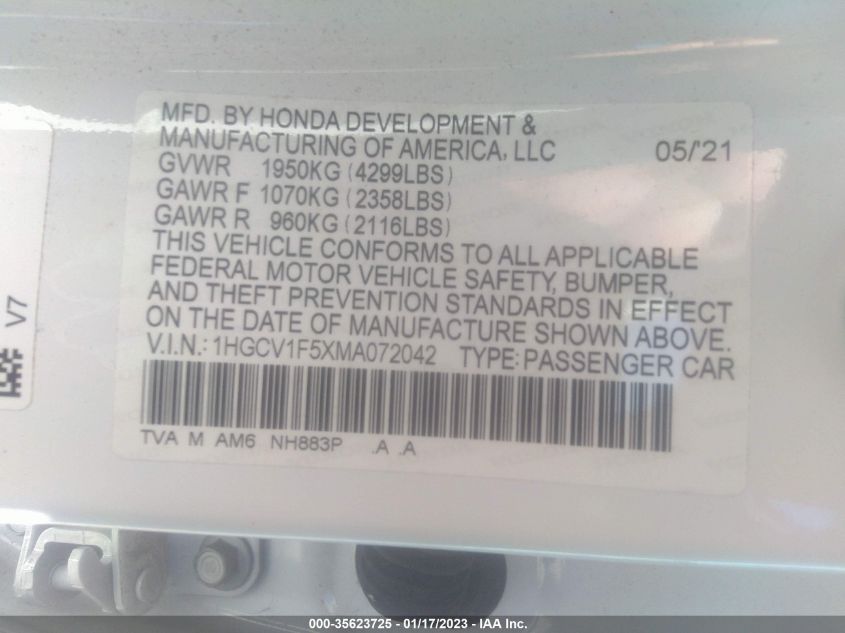 MFD. BY HONDA DEVELOPMENT &
MANUFACTURING OF AMERICA, LLC 05/'21
GVWR 1950KG (4299LBS)
GAWR F 1070KG (2358LBS)
GAWR R 960KG (2116LBS)
THIS VEHICLE CONFORMS TO ALL APPLICABLE
FEDERAL MOTOR VEHICLE SAFETY, BUMPER,
AND THEFT PREVENTION STANDARDS IN EFFECT
ON THE DATE OF MANUFACTURE SHOWN ABOVE.
V.I.N.: 1HGCV1F5XMA072042 TYPE: PASSENGER CAR
TVA M AM6 NH883P .A .A
V7
000-35623725 - 01/17/2023 - IAA Inc.